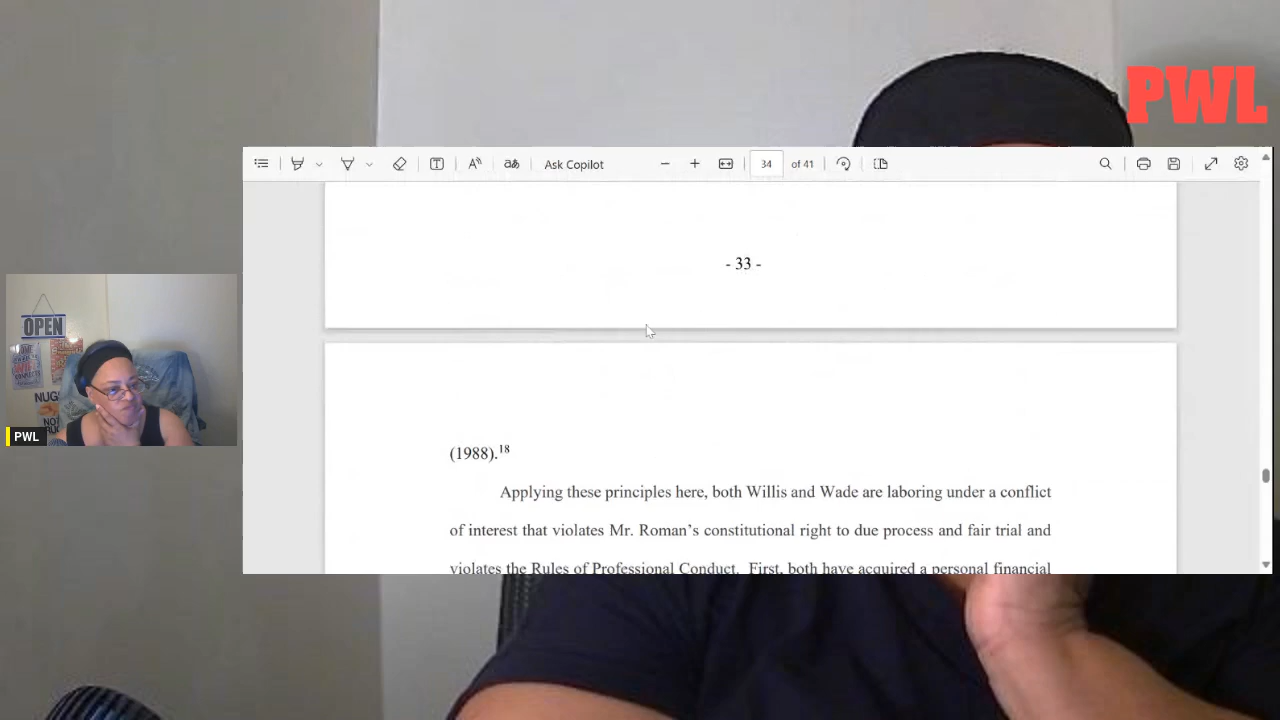 PWL
Ask Copilot
34 of 41
- 33 -
(1988).18
Applying these principles here, both Willis and Wade are laboring under a conflict
of interest that violates Mr. Roman's constitutional right to due process and fair trial and
violates the Rules of Professional Conduct. First, both have acquired a personal financial
OPEN
NUGS
PWL